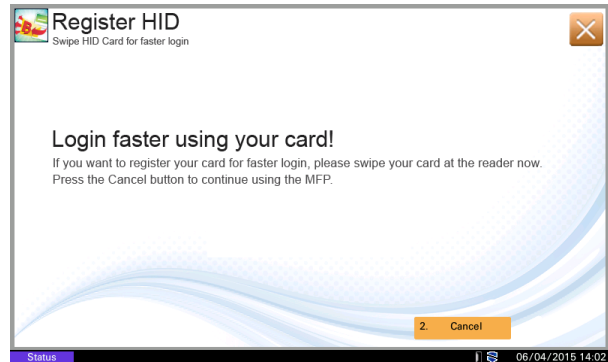 Register HID
Swipe HID Card for faster login
Login faster using your card!
If you want to register your card for faster login, please swipe your card at the reader now.
Press the Cancel button to continue using the MFP.
2. Cancel
Status
06/04/2015 14:02